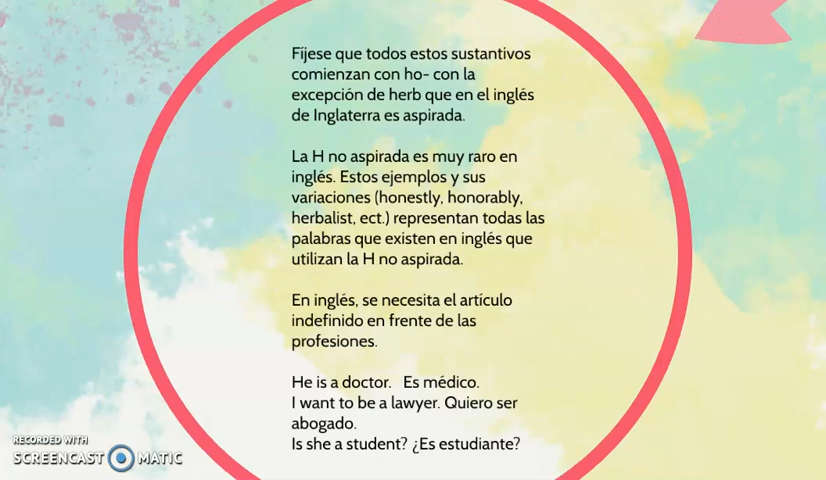 Fíjese que todos estos sustantivos
comienzan con ho- con la
excepción de herb que en el inglés
de Inglaterra es aspirada.
La H no aspirada es muy raro en
inglés. Estos ejemplos y sus
variaciones (honestly, honorably,
herbalist, ect.) representan todas las
palabras que existen en inglés que
utilizan la H no aspirada.
En inglés, se necesita el artículo
indefinido en frente de las
profesiones.
He is a doctor. Es médico.
I want to be a lawyer. Quiero ser
abogado.
Is she a student? ¿Es estudiante?
RECORDED WITH
SCREENCAST MATIC